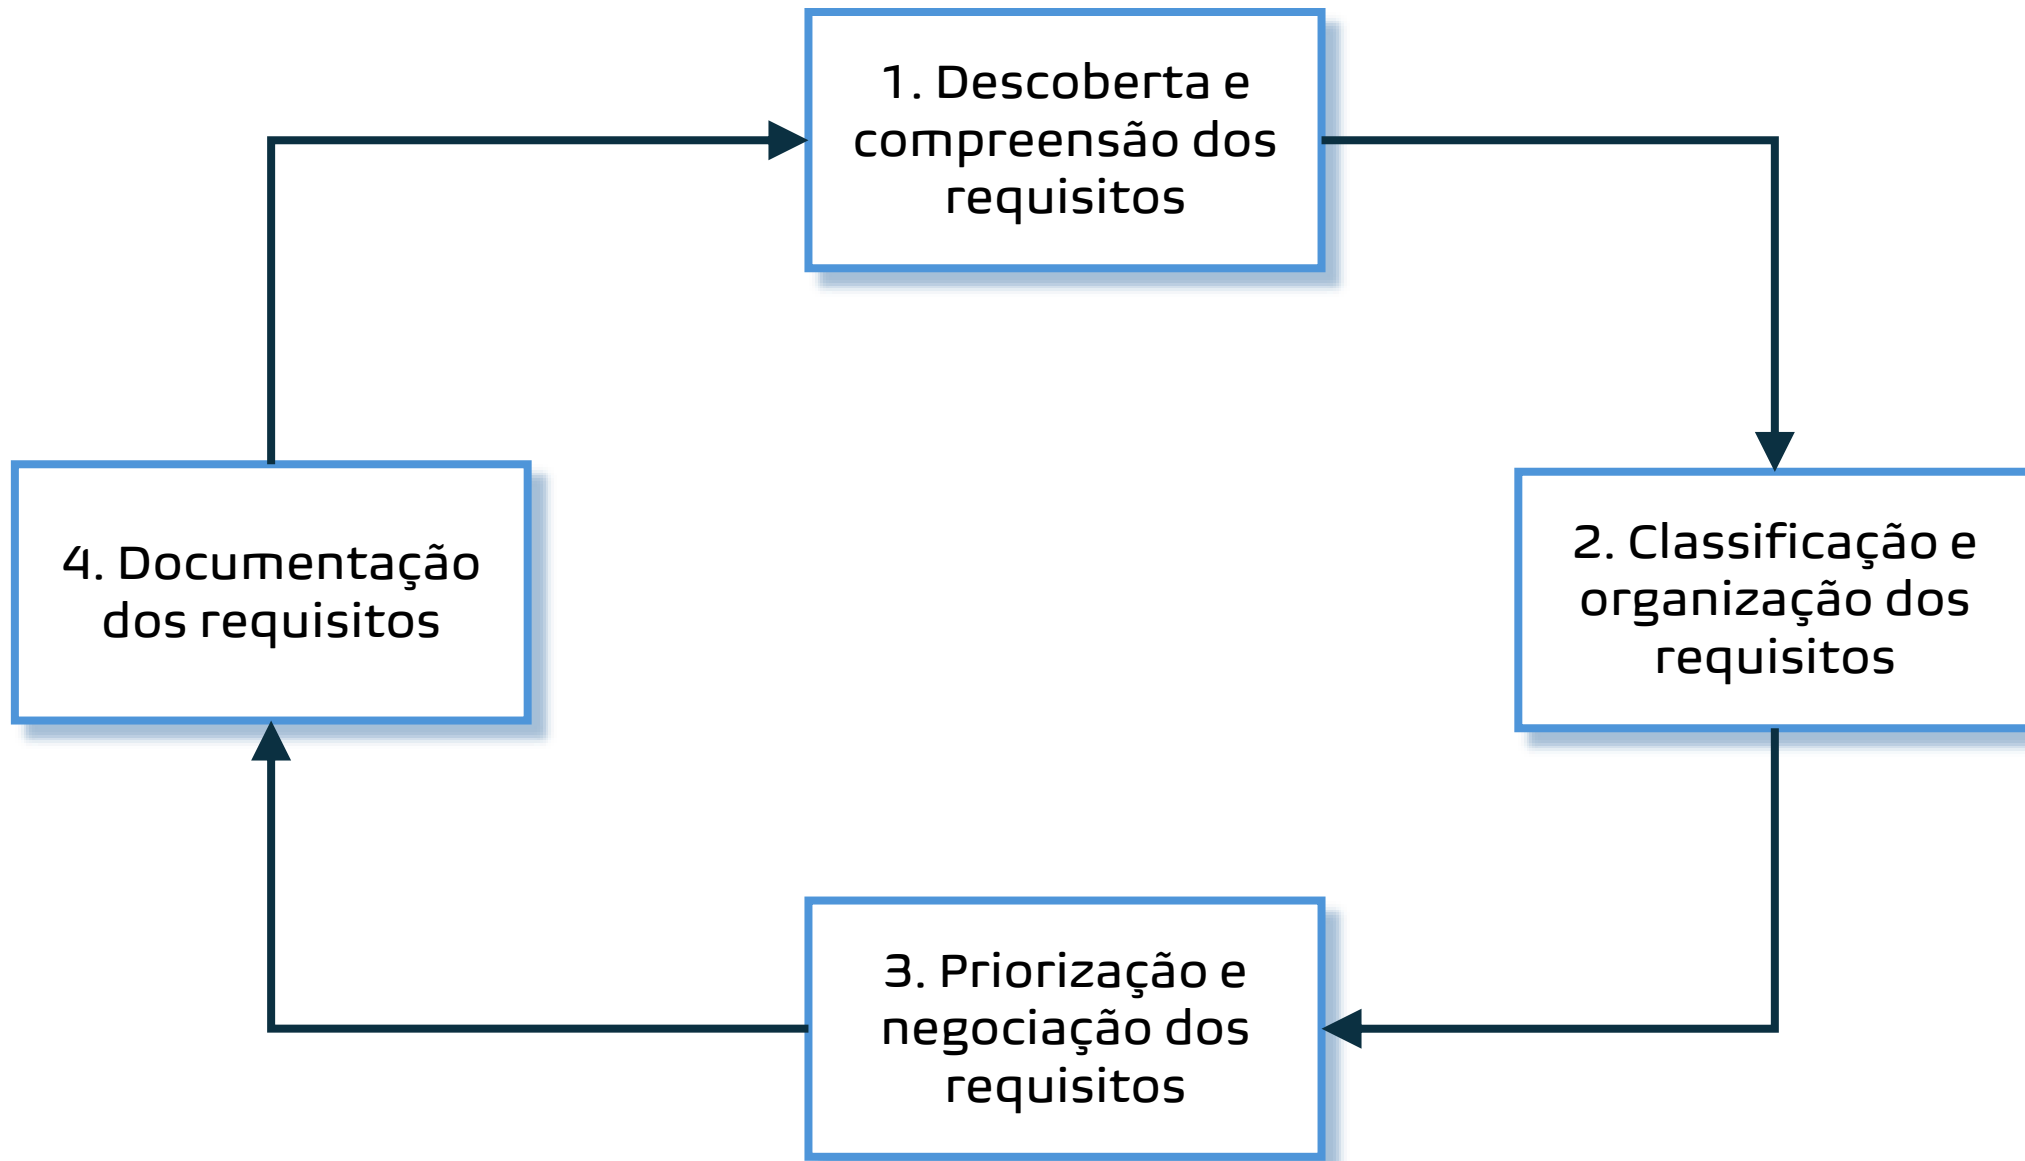 1. Descoberta e
compreensão dos
requisitos
2. Classificação e
organização dos
requisitos
3. Priorização e
negociação dos
requisitos
4. Documentação
dos requisitos